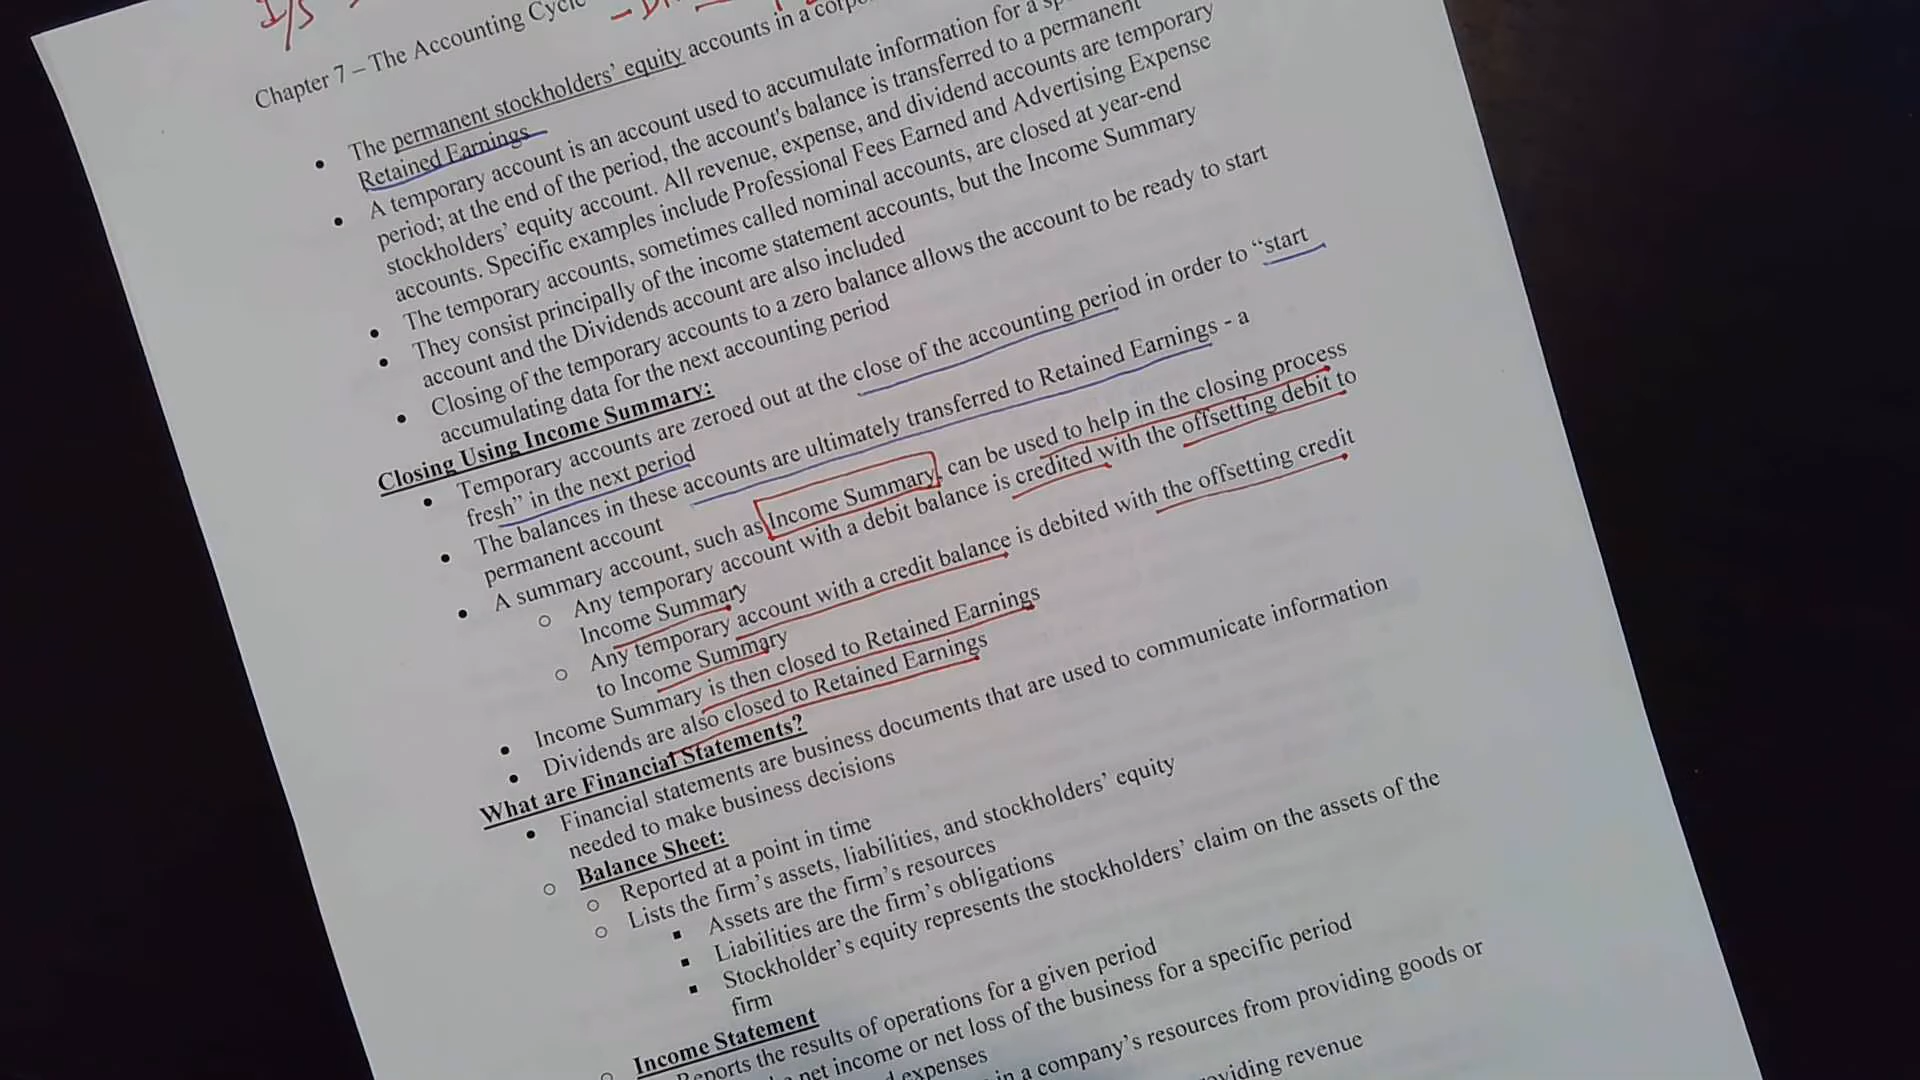 I/S
Chapter 7 – The Accounting Cycle
The permanent stockholders' equity accounts in a
Retained Earnings
A temporary account is an account used to accumulate information for a
period; at the end of the period, the account's balance is transferred to a permanent
stockholders' equity account. All revenue, expense, and dividend accounts are temporary
accounts. Specific examples include Professional Fees Earned and Advertising Expense
The temporary accounts, sometimes called nominal accounts, are closed at year-end
They consist principally of the income statement accounts, but the Income Summary
account and the Dividends account are also included
Closing of the temporary accounts to a zero balance allows the account to be ready to start
accumulating data for the next accounting period
Closing Using Income Summary:
Temporary accounts are zeroed out at the close of the accounting period in order to “start
fresh” in the next period
The balances in these accounts are ultimately transferred to Retained Earnings - a
permanent account
A summary account, such as Income Summary, can be used to help in the closing process
Any temporary account with a debit balance is credited with the offsetting debit to
Income Summary
Any temporary account with a credit balance is debited with the offsetting credit
to Income Summary
Income Summary is then closed to Retained Earnings
Dividends are also closed to Retained Earnings
What are Financial Statements?
Financial statements are business documents that are used to communicate information
needed to make business decisions
Balance Sheet:
Reported at a point in time
Lists the firm's assets, liabilities, and stockholders' equity
Assets are the firm's resources
Liabilities are the firm's obligations
Stockholder's equity represents the stockholders' claim on the assets of the
firm
Income Statement
Reports the results of operations for a given period
net income or net loss of the business for a specific period
expenses
in a company's resources from providing goods or
providing revenue